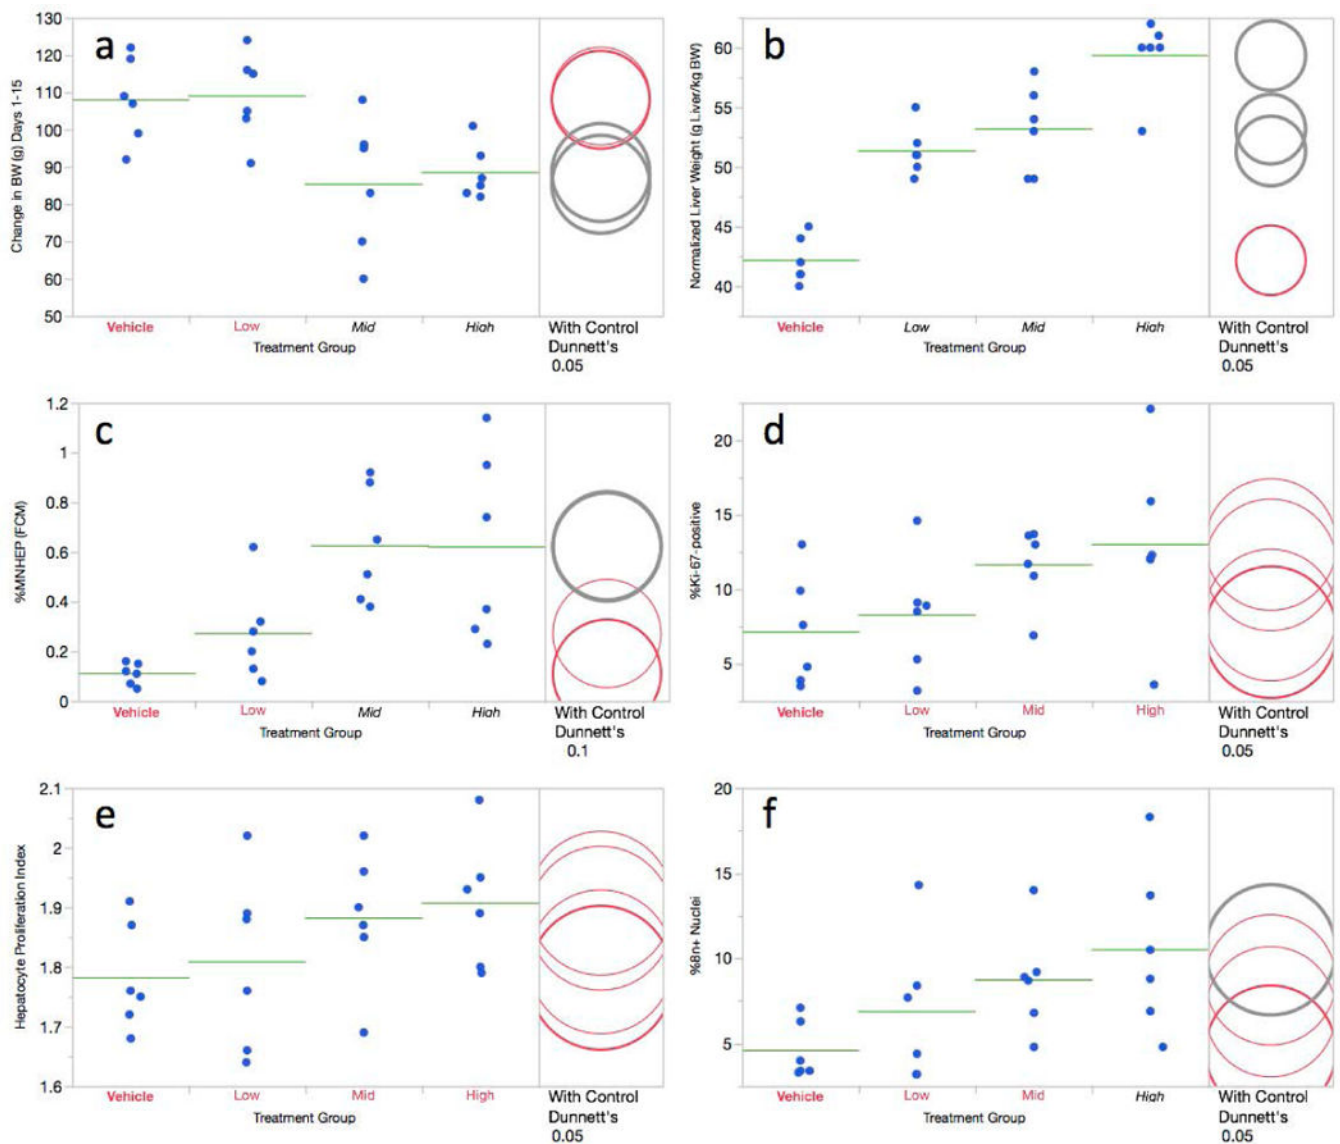 a
130
120
110
100
90
80
70
60
50
Change in BW (g) Days 1-15
Vehicle Low Mid Hiah
Treatment Group
With Control
Dunnett's
0.05
b
60
55
50
45
40
Normalized Liver Weight (g Liver/kg BW)
Vehicle Low Mid Hiah
Treatment Group
With Control
Dunnett's
0.05
c
1.2
1
0.8
0.6
0.4
0.2
0
%MNHEP (FCM)
Vehicle Low Mid Hiah
Treatment Group
With Control
Dunnett's
0.1
d
20
15
10
5
%Ki-67-positive
Vehicle Low Mid High
Treatment Group
With Control
Dunnett's
0.05
e
2.1
2
1.9
1.8
1.7
1.6
Hepatocyte Proliferation Index
Vehicle Low Mid High
Treatment Group
With Control
Dunnett's
0.05
f
20
15
10
5
%8n+ Nuclei
Vehicle Low Mid Hiah
Treatment Group
With Control
Dunnett's
0.05